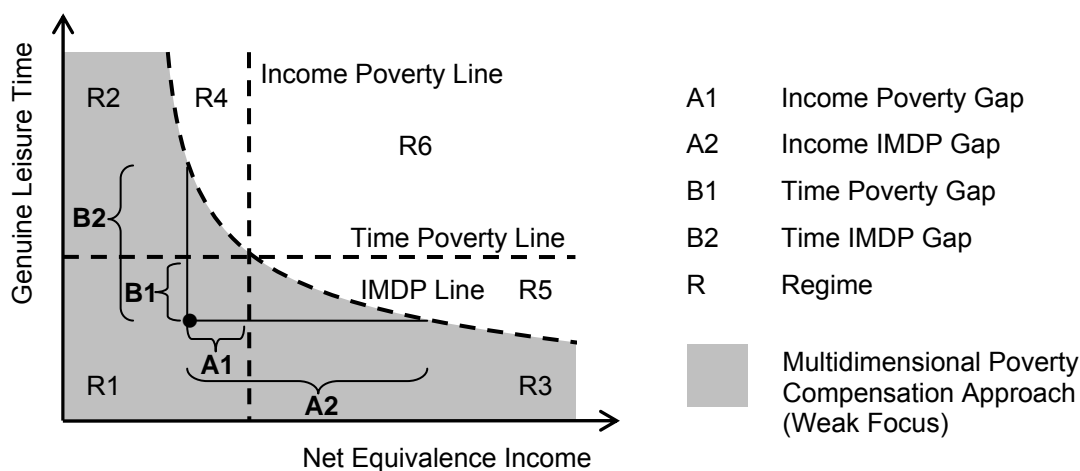 Genuine Leisure Time
R2
R4
Income Poverty Line
R6
B2
Time Poverty Line
B1
IMDP Line
R5
A1
R1
A2
R3
Net Equivalence Income
A1 Income Poverty Gap
A2 Income IMDP Gap
B1 Time Poverty Gap
B2 Time IMDP Gap
R Regime
Multidimensional Poverty
Compensation Approach
(Weak Focus)